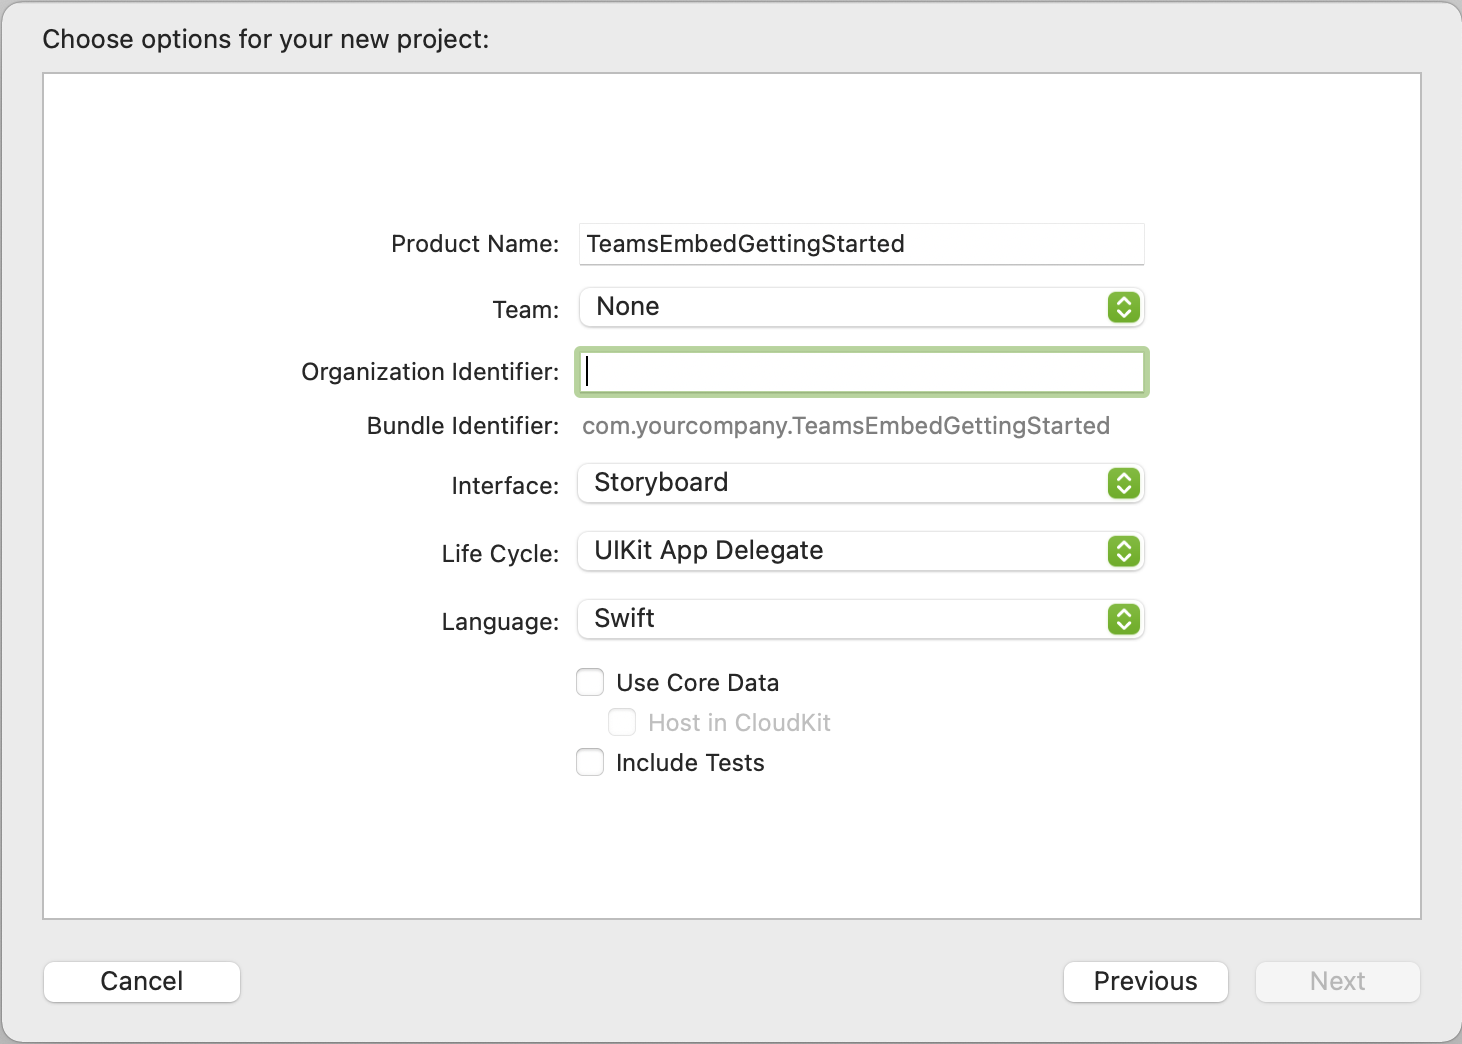 Choose options for your new project:
Product Name: TeamsEmbedGettingStarted
Team: None
Organization Identifier:
Bundle Identifier: com.yourcompany.TeamsEmbedGettingStarted
Interface: Storyboard
Life Cycle: UIKit App Delegate
Language: Swift
Use Core Data
Host in CloudKit
Include Tests
Cancel Previous Next